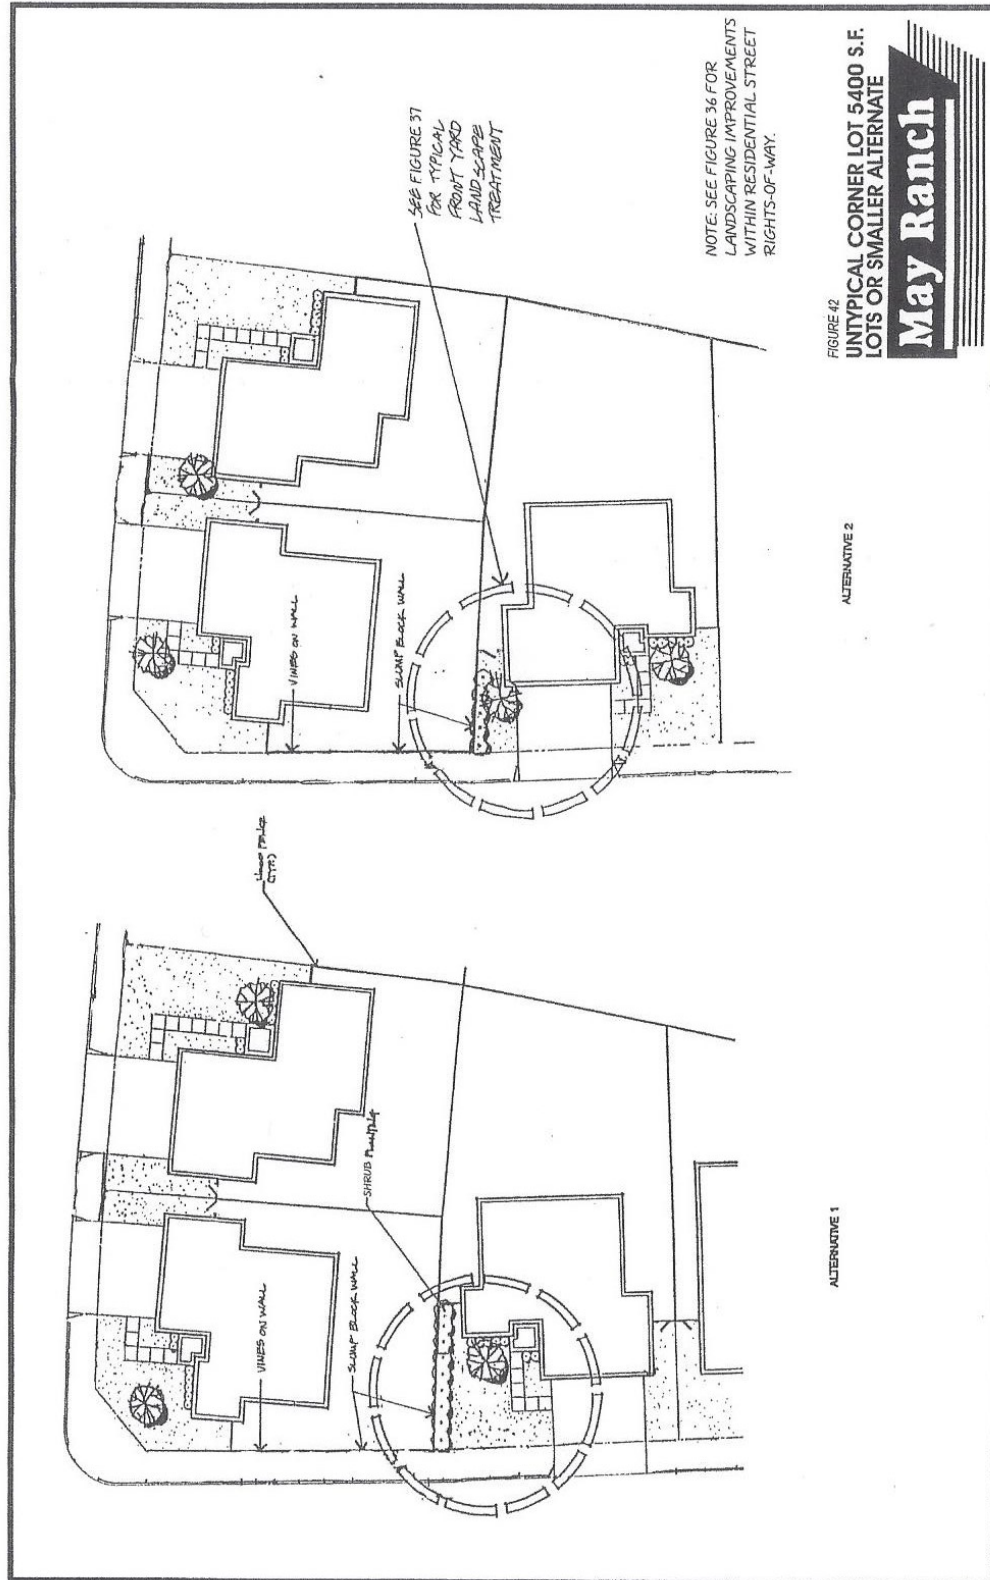 SEE FIGURE 37
FOR TYPICAL
FRONT YARD
LANDSCAPE
TREATMENT
NOTE: SEE FIGURE 36 FOR
LANDSCAPING IMPROVEMENTS
WITHIN RESIDENTIAL STREET
RIGHTS-OF-WAY.
VINES ON WALL
SLUMP BLOCK WALL
ALTERNATIVE 2
FENCE
(TYP.)
VINES ON WALL
SLUMP BLOCK WALL
SHRUB PLANTING
ALTERNATIVE 1
FIGURE 42
UNTYPICAL CORNER LOT 5400 S.F.
LOTS OR SMALLER ALTERNATE
May Ranch